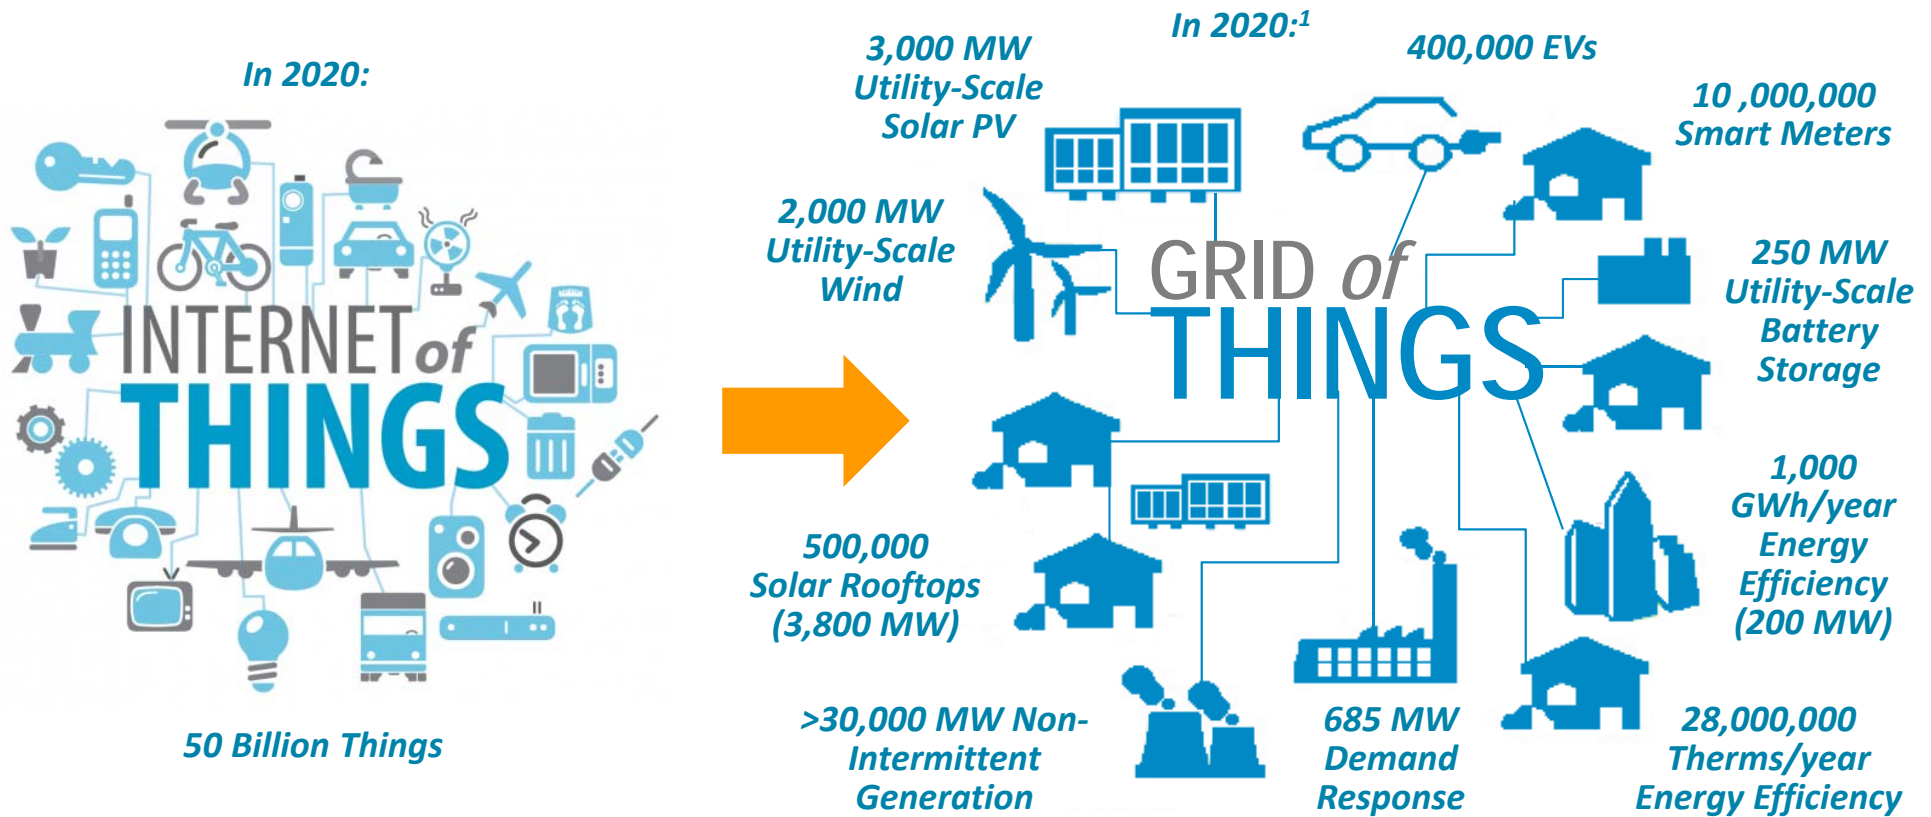 In 2020:
INTERNET of
THINGS
50 Billion Things
In 2020:1
3,000 MW
Utility-Scale
Solar PV
400,000 EVs
10 ,000,000
Smart Meters
2,000 MW
Utility-Scale
Wind
GRID of
THINGS
250 MW
Utility-Scale
Battery
Storage
500,000
Solar Rooftops
(3,800 MW)
1,000
GWh/year
Energy
Efficiency
(200 MW)
>30,000 MW Non-
Intermittent
Generation
685 MW
Demand
Response
28,000,000
Therms/year
Energy Efficiency